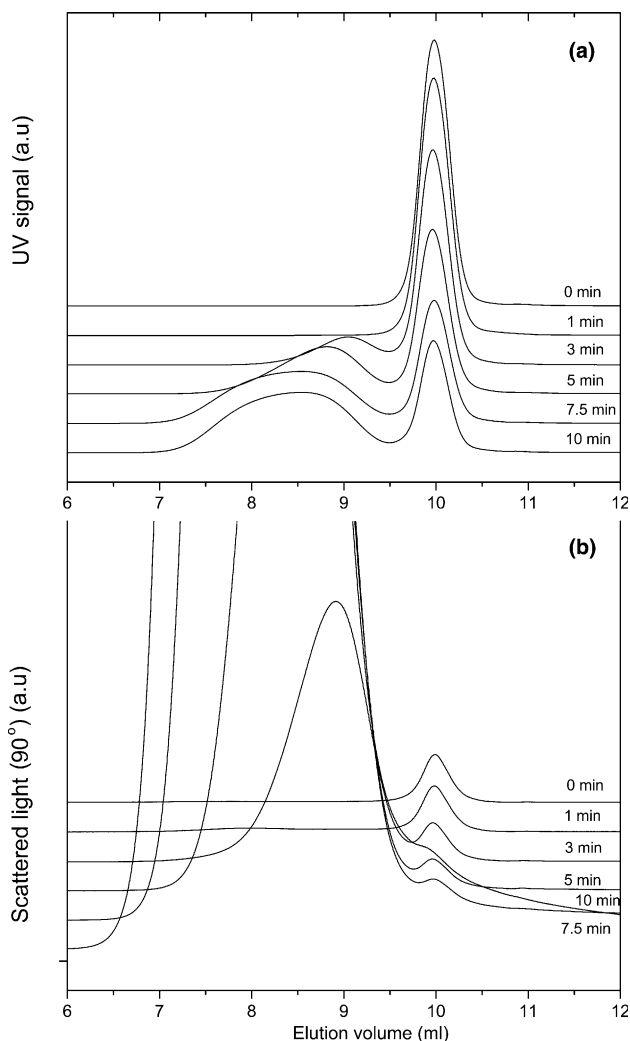 (a)
UV signal (a.u)
0 min
1 min
3 min
5 min
7.5 min
10 min
6 7 8 9 10 11 12
(b)
Scattered light (90°) (a.u)
0 min
1 min
3 min
5 min
10 min
7.5 min
6 7 8 9 10 11 12
Elution volume (ml)